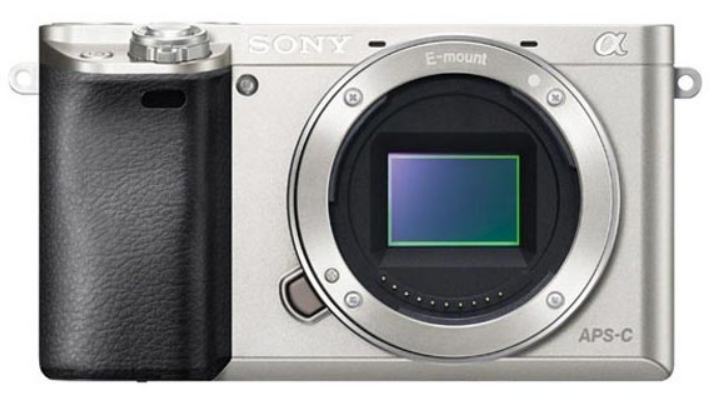 SONY
α
E-mount
APS-C